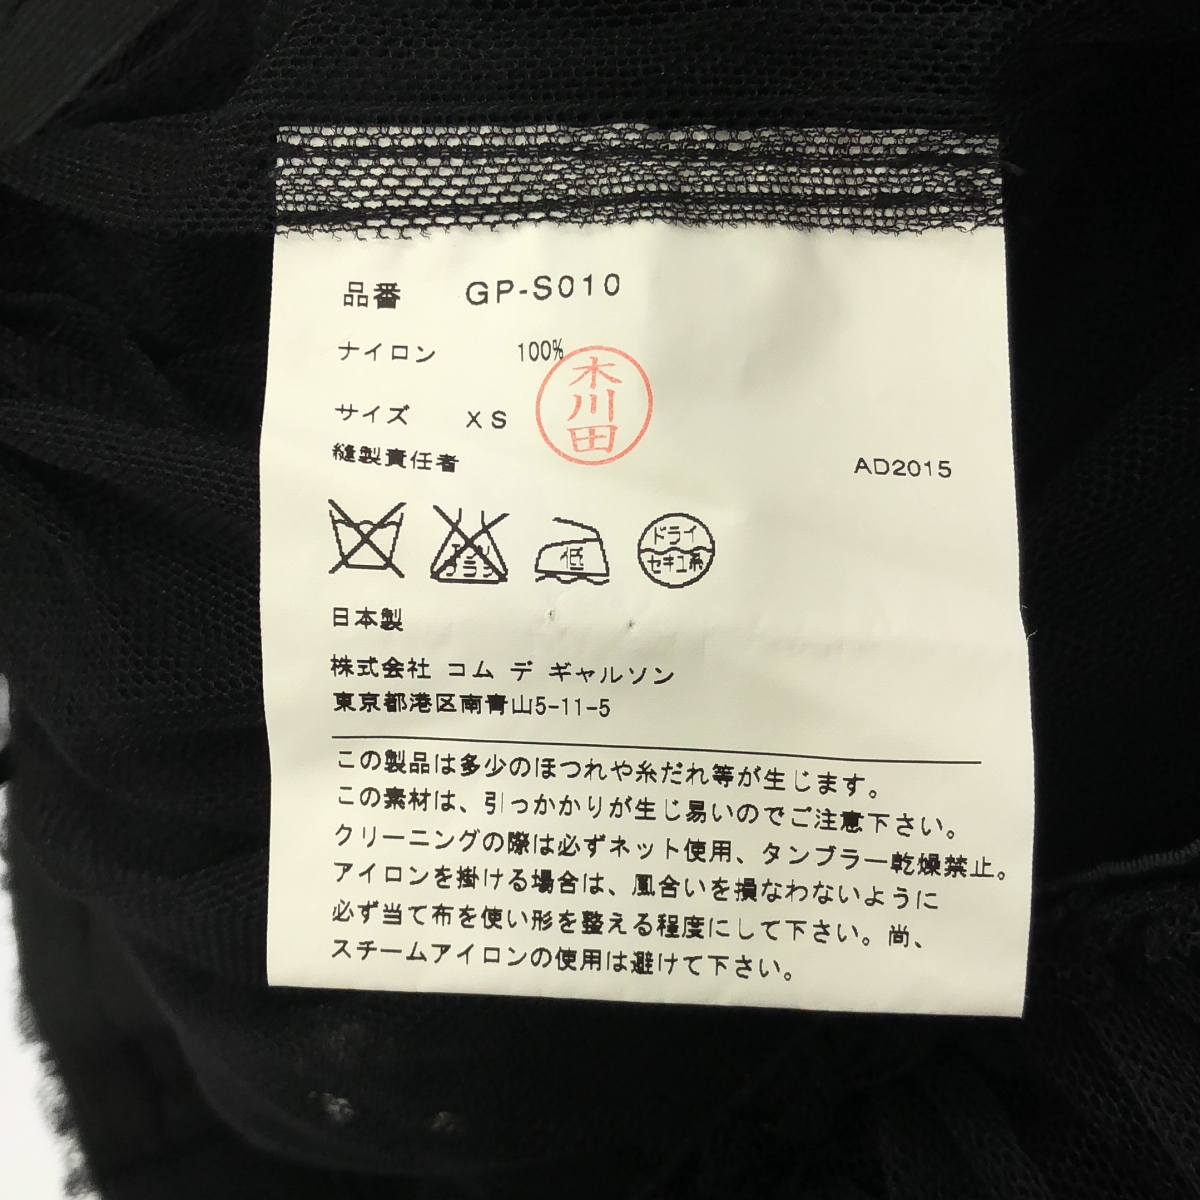 品番 GP-S010
ナイロン 100%
サイズ XS
木川田
縫製責任者
AD2015
低
ドライ
セキユ系
日本製
株式会社 コム デ ギャルソン
東京都港区南青山5-11-5
この製品は多少のほつれや糸だれ等が生じます。
この素材は、引っかかりが生じ易いのでご注意下さい。
クリーニングの際は必ずネット使用、タンブラー乾燥禁止。
アイロンを掛ける場合は、風合いを損なわないように
必ず当て布を使い形を整える程度にして下さい。尚、
スチームアイロンの使用は避けて下さい。